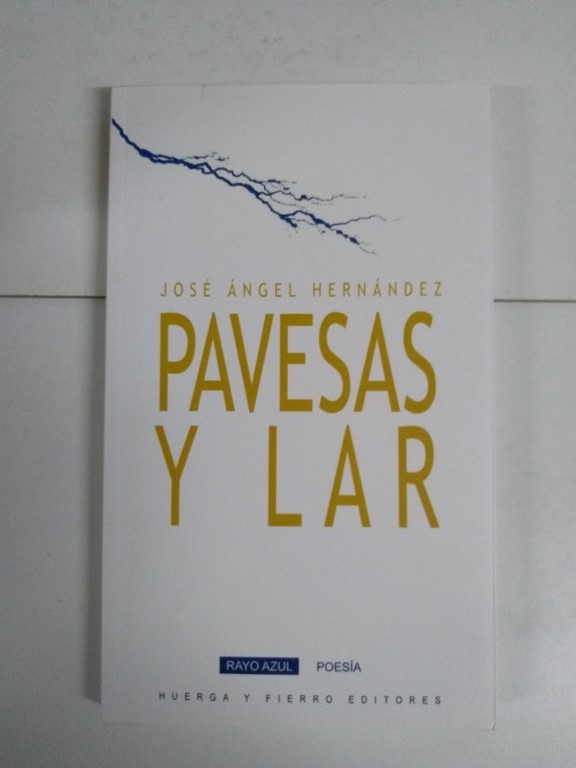 JOSÉ ÁNGEL HERNÁNDEZ
PAVESAS
Y LAR
RAYO AZUL POESÍA
HUERGA Y FIERRO EDITORES